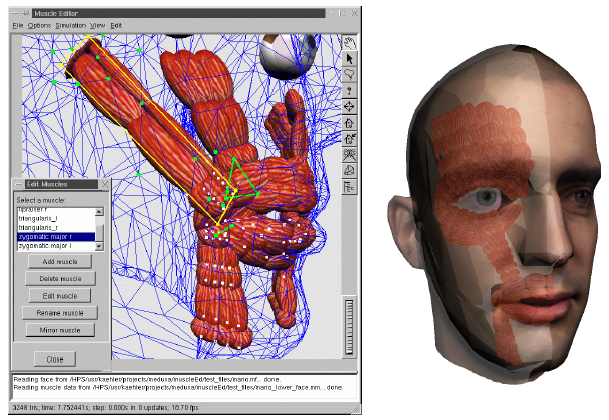 Muscle Editor
File Options Simulation View Edit
Edit Muscles
Select a muscle:
triangularis_l
triangularis_r
zygomatic major r
zygomatic major l
Add muscle
Delete muscle
Edit muscle
Rename muscle
Mirror muscle
Close
Reading face from /HPS/usr/kaehler/projects/medusa/muscleEd/test_files/mario.mf... done.
Reading muscle data from /HPS/usr/kaehler/projects/medusa/muscleEd/test_files/mario_lower_face.mm... done.
3246 tris; time: 7.752441s; step: 0.000s in 0 updates; 18.70 fps